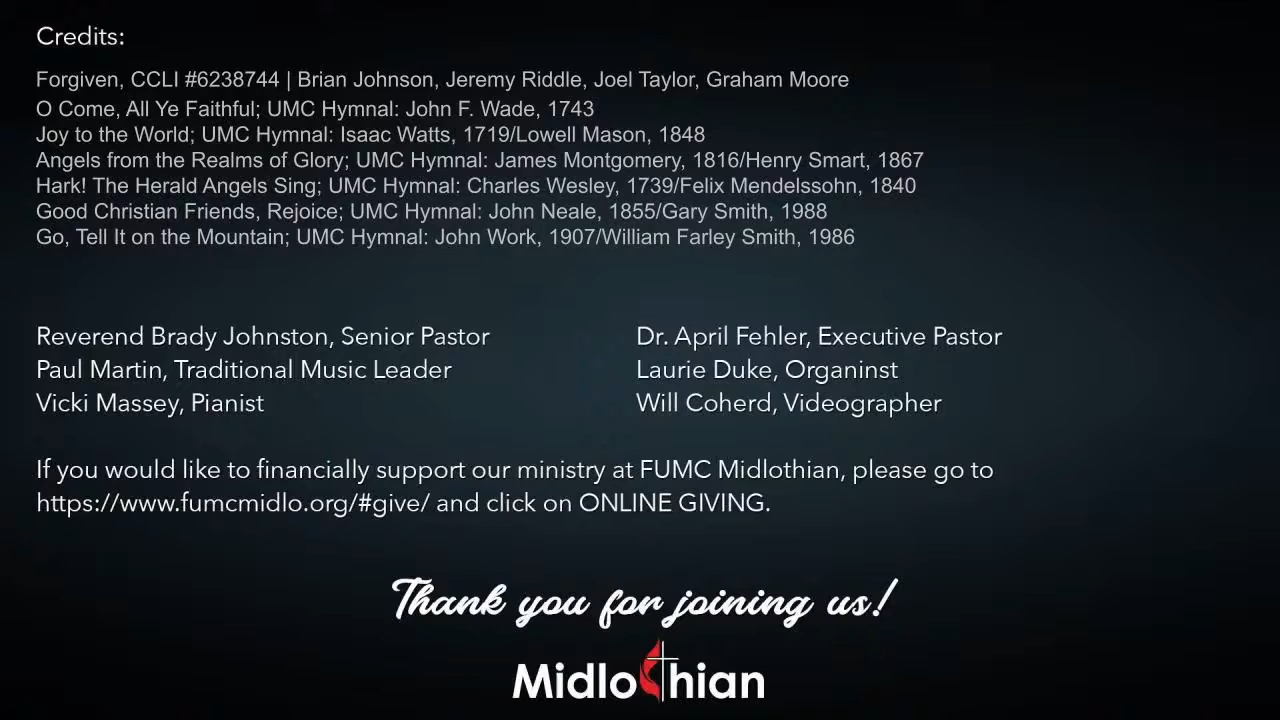 Credits:
Forgiven, CCLI #6238744 | Brian Johnson, Jeremy Riddle, Joel Taylor, Graham Moore
O Come, All Ye Faithful; UMC Hymnal: John F. Wade, 1743
Joy to the World; UMC Hymnal: Isaac Watts, 1719/Lowell Mason, 1848
Angels from the Realms of Glory; UMC Hymnal: James Montgomery, 1816/Henry Smart, 1867
Hark! The Herald Angels Sing; UMC Hymnal: Charles Wesley, 1739/Felix Mendelssohn, 1840
Good Christian Friends, Rejoice; UMC Hymnal: John Neale, 1855/Gary Smith, 1988
Go, Tell It on the Mountain; UMC Hymnal: John Work, 1907/William Farley Smith, 1986
Reverend Brady Johnston, Senior Pastor
Paul Martin, Traditional Music Leader
Vicki Massey, Pianist
Dr. April Fehler, Executive Pastor
Laurie Duke, Organinst
Will Coherd, Videographer
If you would like to financially support our ministry at FUMC Midlothian, please go to
https://www.fumcmidlo.org/#give/ and click on ONLINE GIVING.
Thank you for joining us!
Midlothian